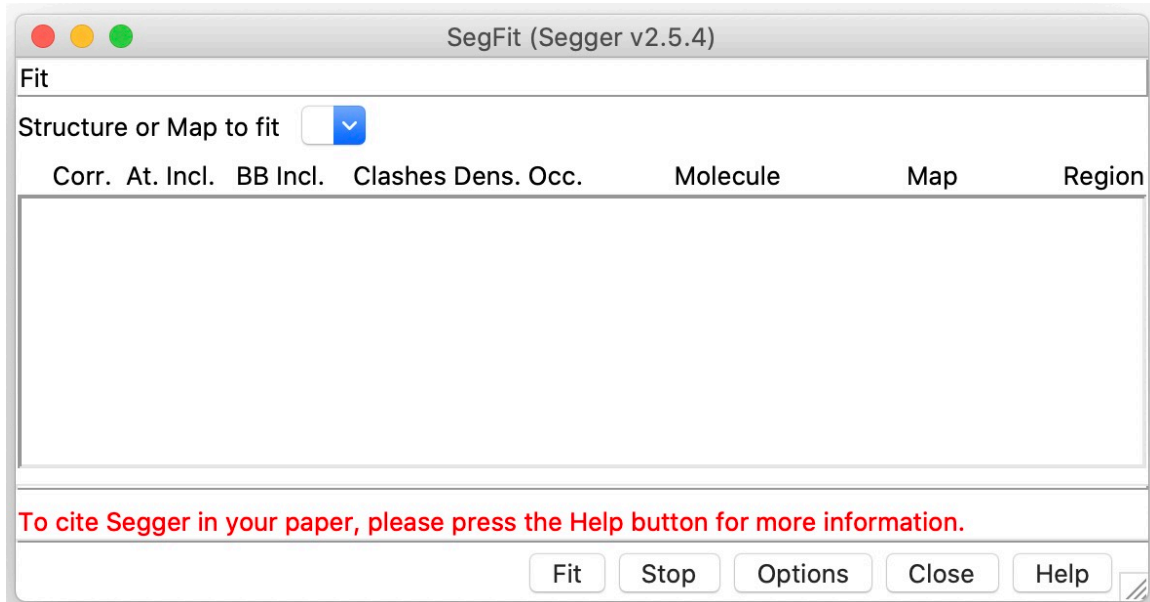 SegFit (Segger v2.5.4)
Fit
Structure or Map to fit
Corr. At. Incl. BB Incl. Clashes Dens. Occ. Molecule Map Region
To cite Segger in your paper, please press the Help button for more information.
Fit Stop Options Close Help